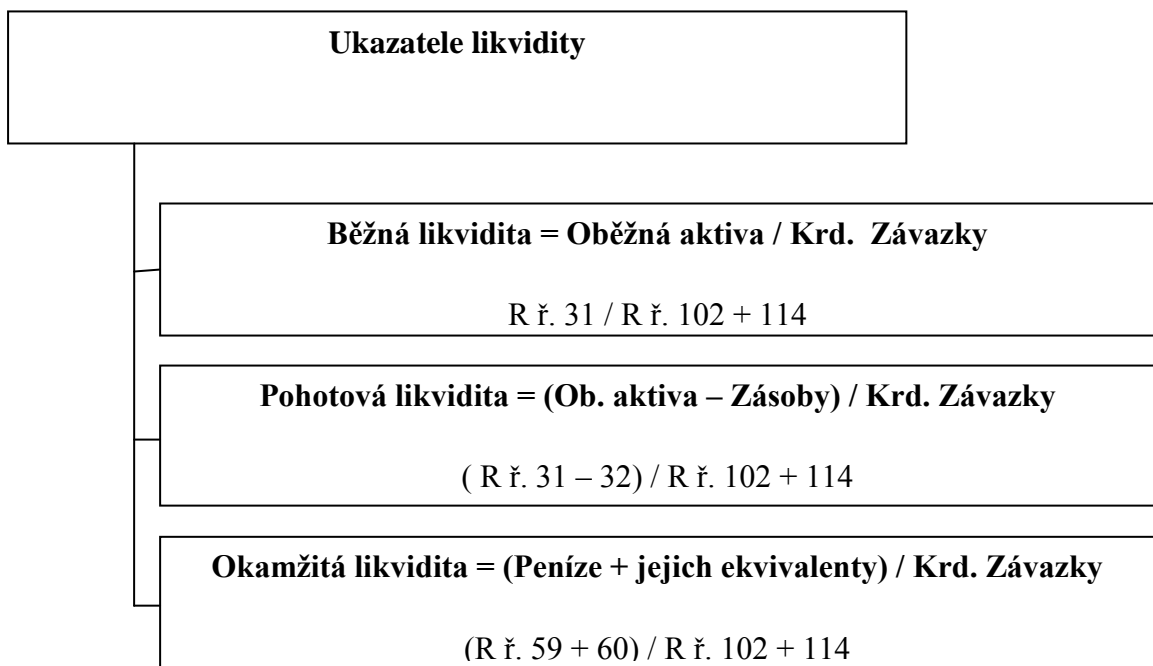 Ukazatele likvidity
Běžná likvidita = Oběžná aktiva / Krd. Závazky
R ř. 31 / R ř. 102 + 114
Pohotová likvidita = (Ob. aktiva – Zásoby) / Krd. Závazky
( R ř. 31 – 32) / R ř. 102 + 114
Okamžitá likvidita = (Peníze + jejich ekvivalenty) / Krd. Závazky
(R ř. 59 + 60) / R ř. 102 + 114